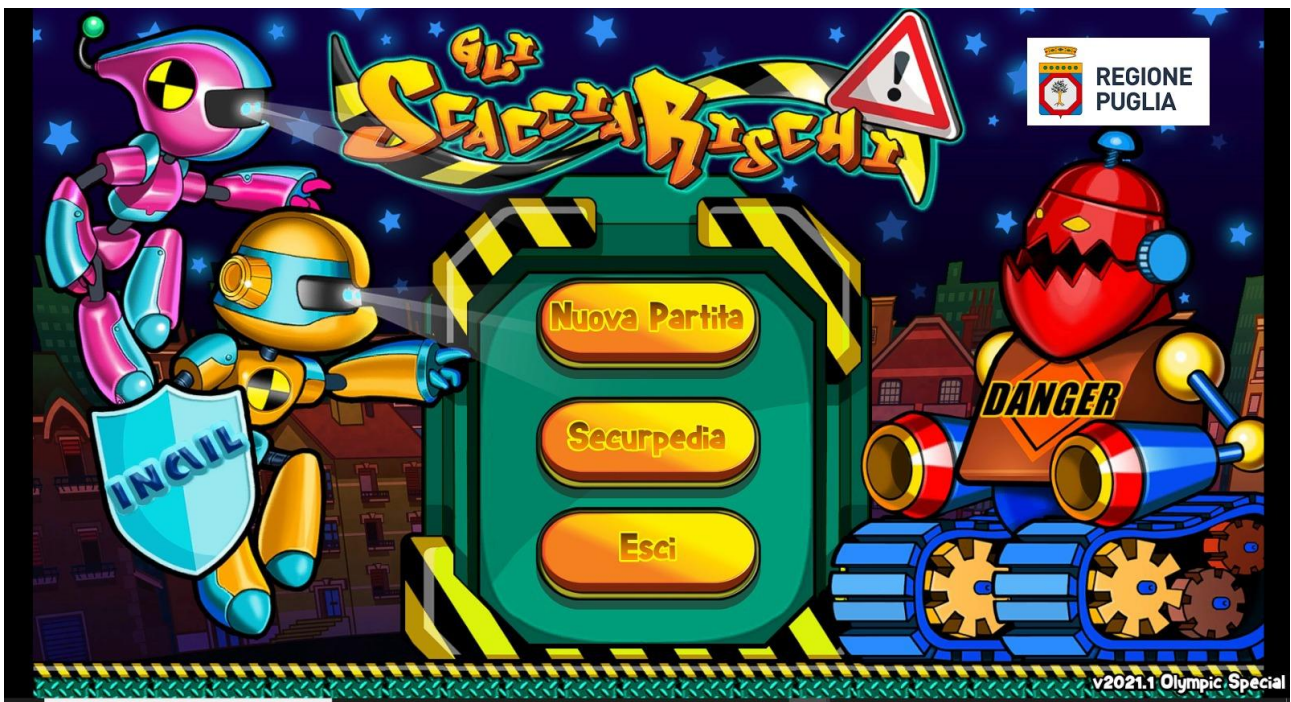 GLI
SCACCIARISCHI
REGIONE
PUGLIA
Nuova Partita
Securpedia
Esci
INAIL
DANGER
v2021.1 Olympic Special